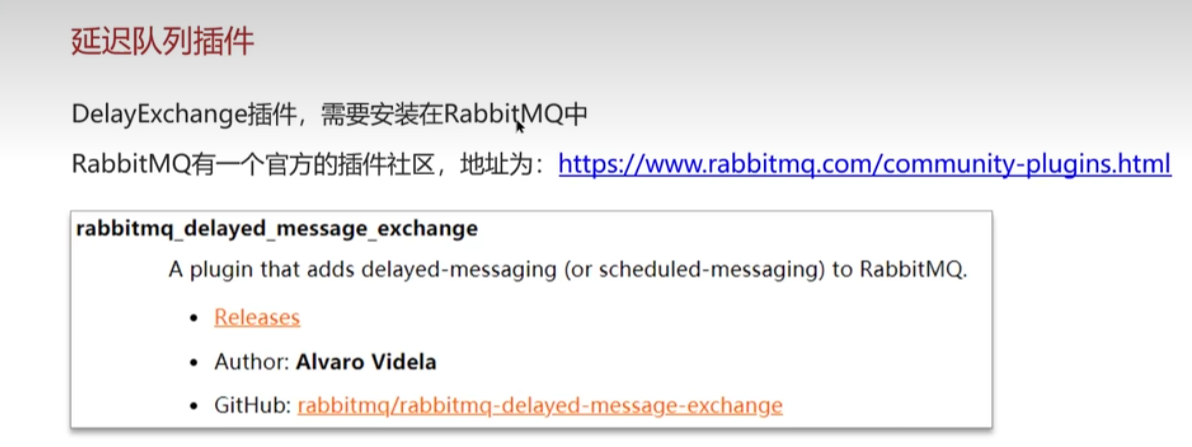 延迟队列插件
DelayExchange插件，需要安装在RabbitMQ中
RabbitMQ有一个官方的插件社区，地址为：https://www.rabbitmq.com/community-plugins.html
rabbitmq_delayed_message_exchange
A plugin that adds delayed-messaging (or scheduled-messaging) to RabbitMQ.
• Releases
• Author: Alvaro Videla
• GitHub: rabbitmq/rabbitmq-delayed-message-exchange